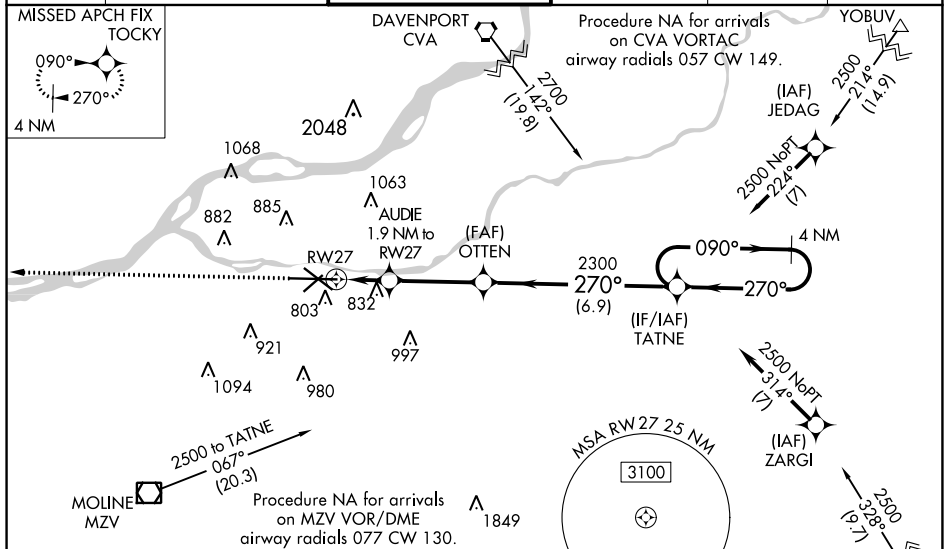 MISSED APCH FIX
TOCKY
090°
270°
4 NM
DAVENPORT
CVA
2700
142°
(19.8)
Procedure NA for arrivals
on CVA VORTAC
airway radials 057 CW 149.
YOBUV
2500
214°
(14.9)
(IAF)
JEDAG
2500 NoPT
224°
(7)
2048
1068
1063
882
885
AUDIE
1.9 NM to
RW27
RW27
(FAF)
OTTEN
2300
270°
(6.9)
090°
4 NM
270°
(IF/IAF)
TATNE
803
832
921
997
1094
980
2500 NoPT
314°
(7)
(IAF)
ZARGI
2500 to TATNE
067°
(20.3)
MOLINE
MZV
Procedure NA for arrivals
on MZV VOR/DME
airway radials 077 CW 130.
1849
MSA RW27 25 NM
3100
2500
328°
(9.7)